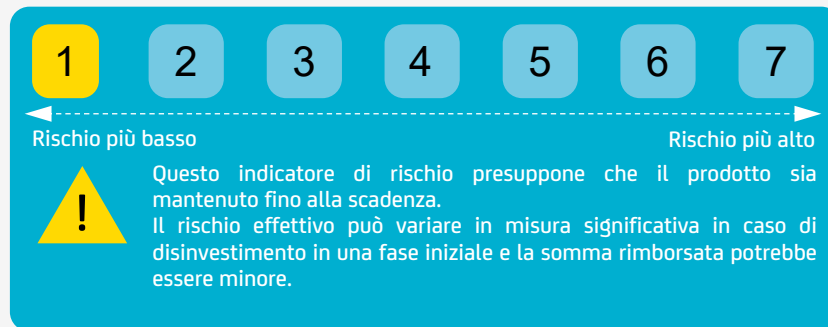 1 2 3 4 5 6 7
Rischio più basso Rischio più alto
Questo indicatore di rischio presuppone che il prodotto sia
mantenuto fino alla scadenza.
!
Il rischio effettivo può variare in misura significativa in caso di
disinvestimento in una fase iniziale e la somma rimborsata potrebbe
essere minore.